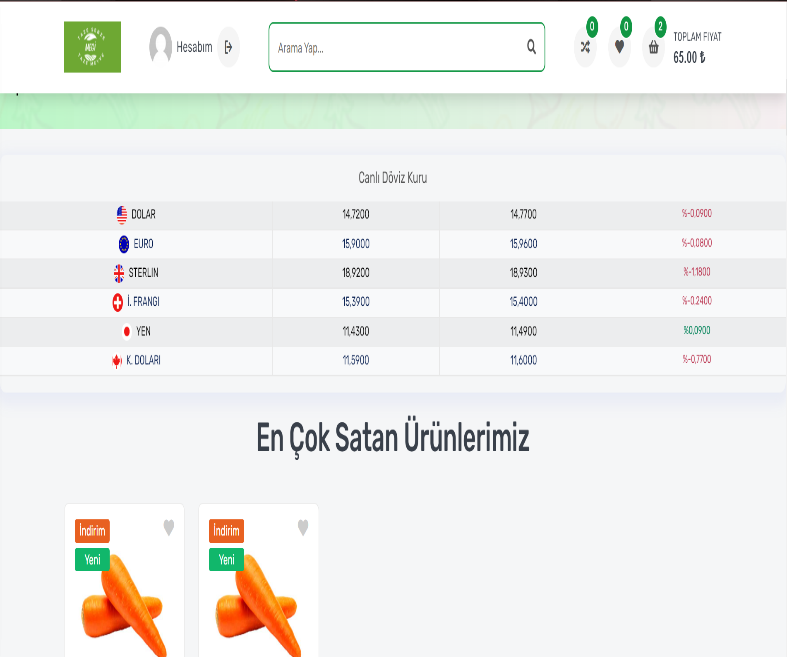 0
0
2
Hesabım
Arama Yap...
TOPLAM FIYAT
65.00 ₺
Canlı Döviz Kuru
DOLAR 14,7200 14,7700 %-0,0900
EURO 15,9000 15,9600 %-0,0800
STERLIN 18,9200 18,9300 %-1,1800
İ. FRANGI 15,3900 15,4000 %-0,2400
YEN 11,4300 11,4900 %0,0900
K. DOLARI 11,5900 11,6000 %-0,7700
En Çok Satan Ürünlerimiz
İndirim İndirim
Yeni Yeni